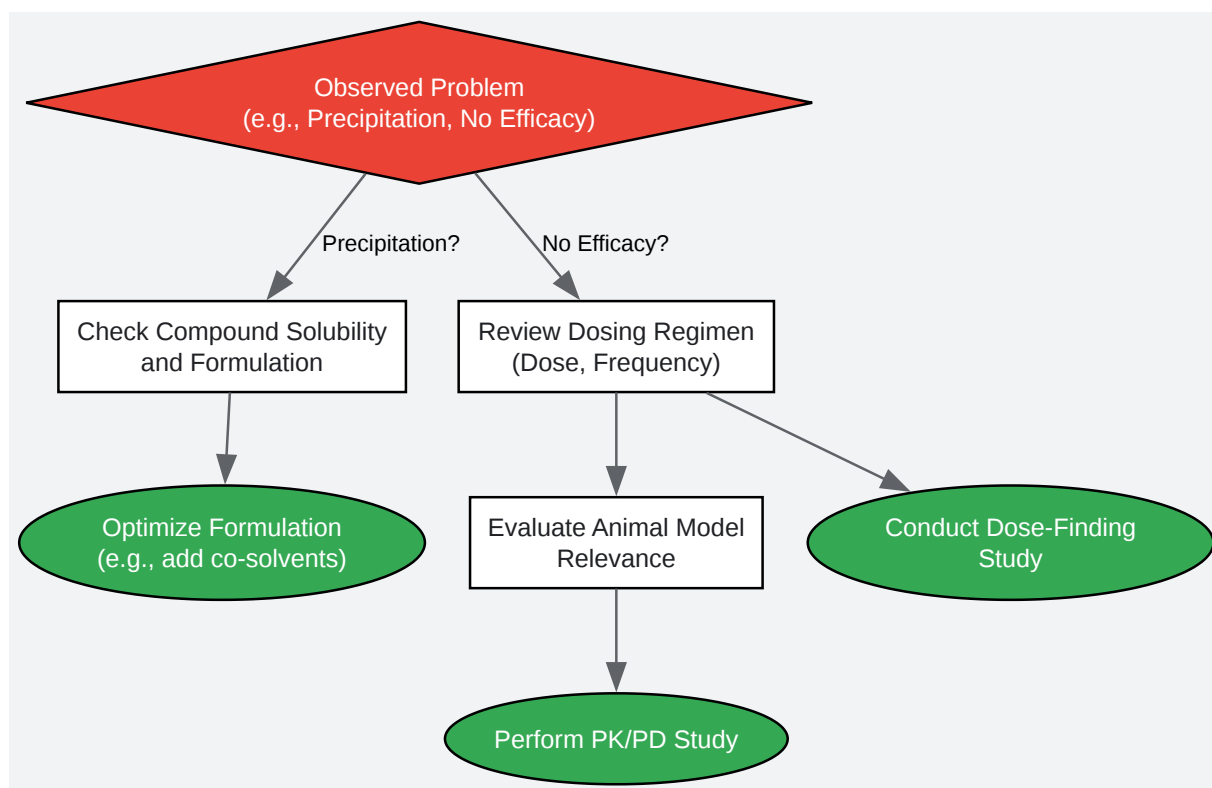 Observed Problem
(e.g., Precipitation, No Efficacy)
Precipitation?
No Efficacy?
Check Compound Solubility
and Formulation
Review Dosing Regimen
(Dose, Frequency)
Optimize Formulation
(e.g., add co-solvents)
Evaluate Animal Model
Relevance
Conduct Dose-Finding
Study
Perform PK/PD Study